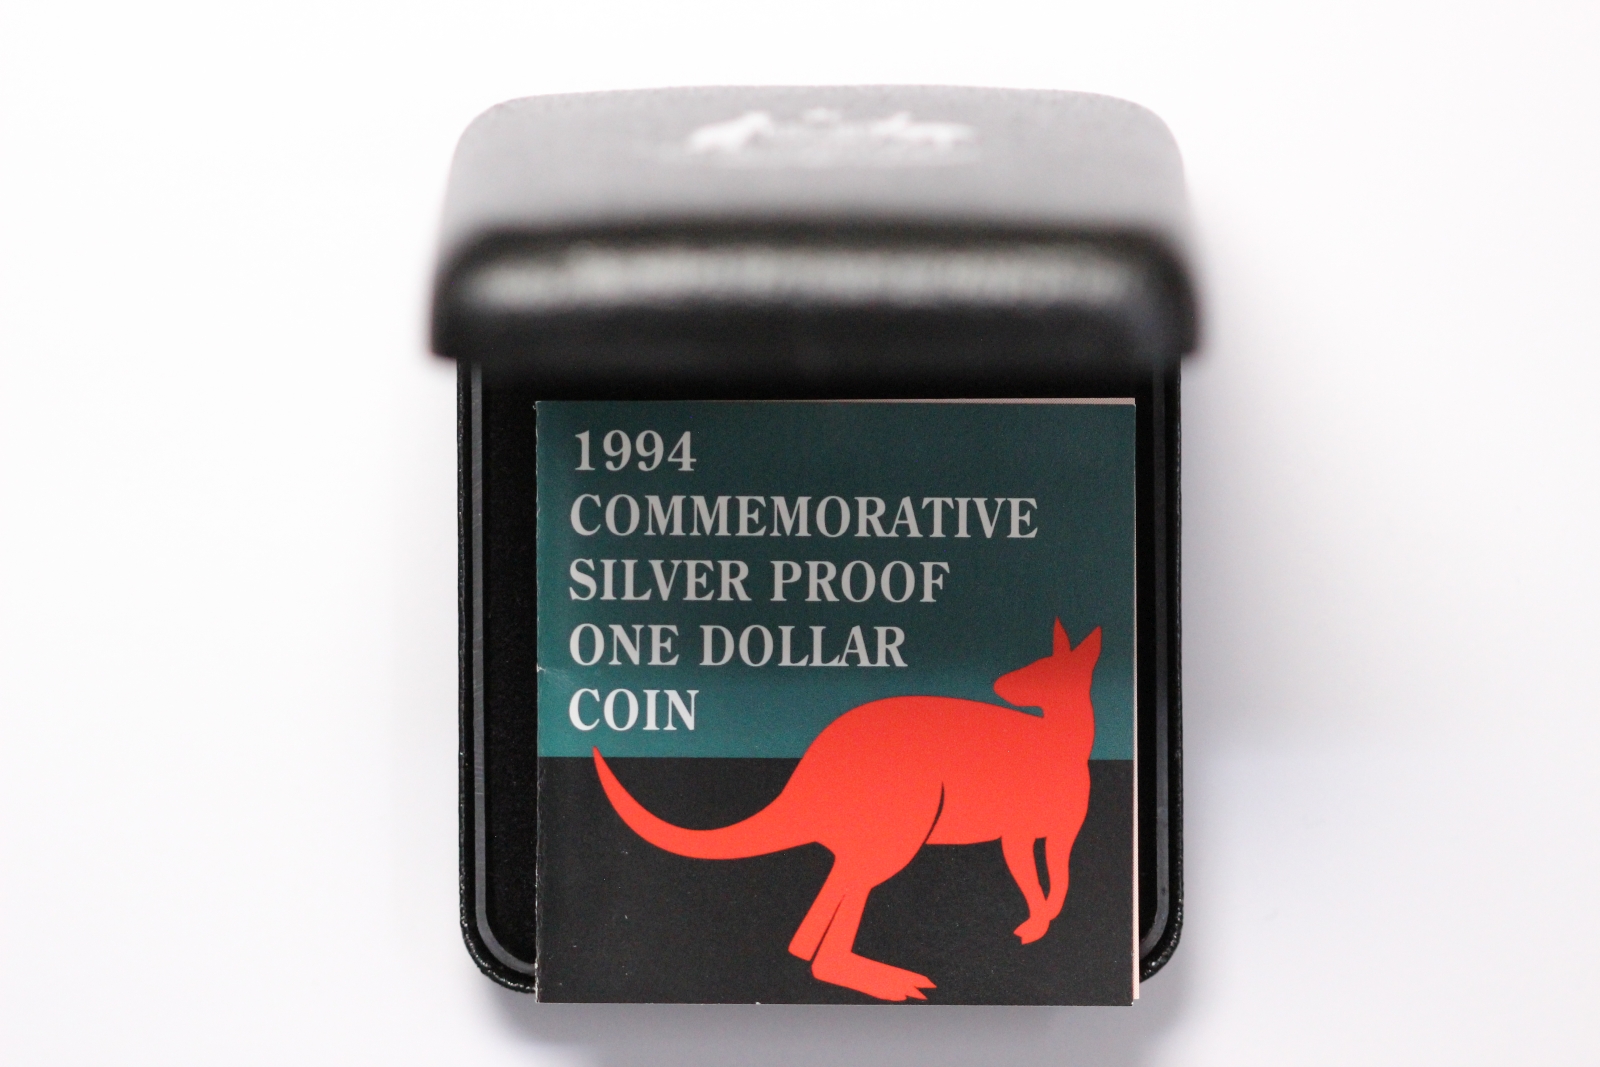 1994
COMMEMORATIVE
SILVER PROOF
ONE DOLLAR
COIN